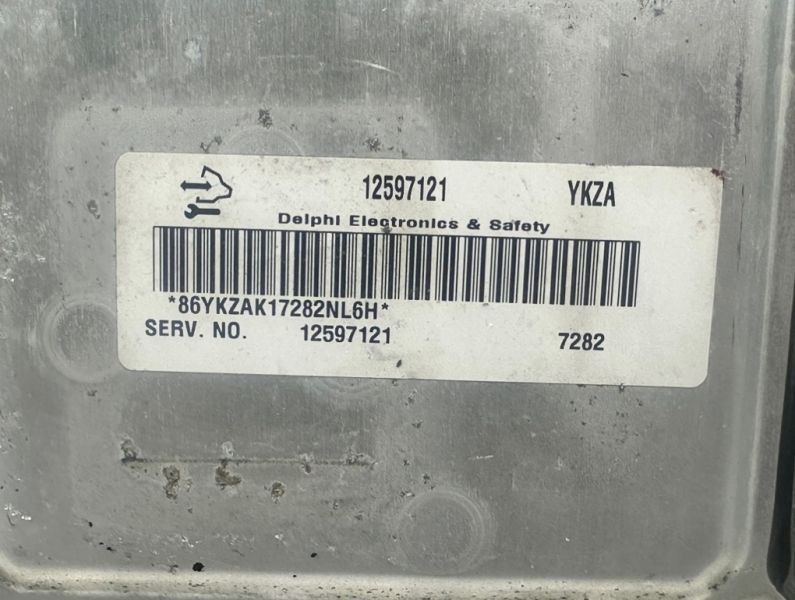 12597121 YKZA
Delphi Electronics & Safety
*86YKZAK17282NL6H*
SERV. NO. 12597121 7282